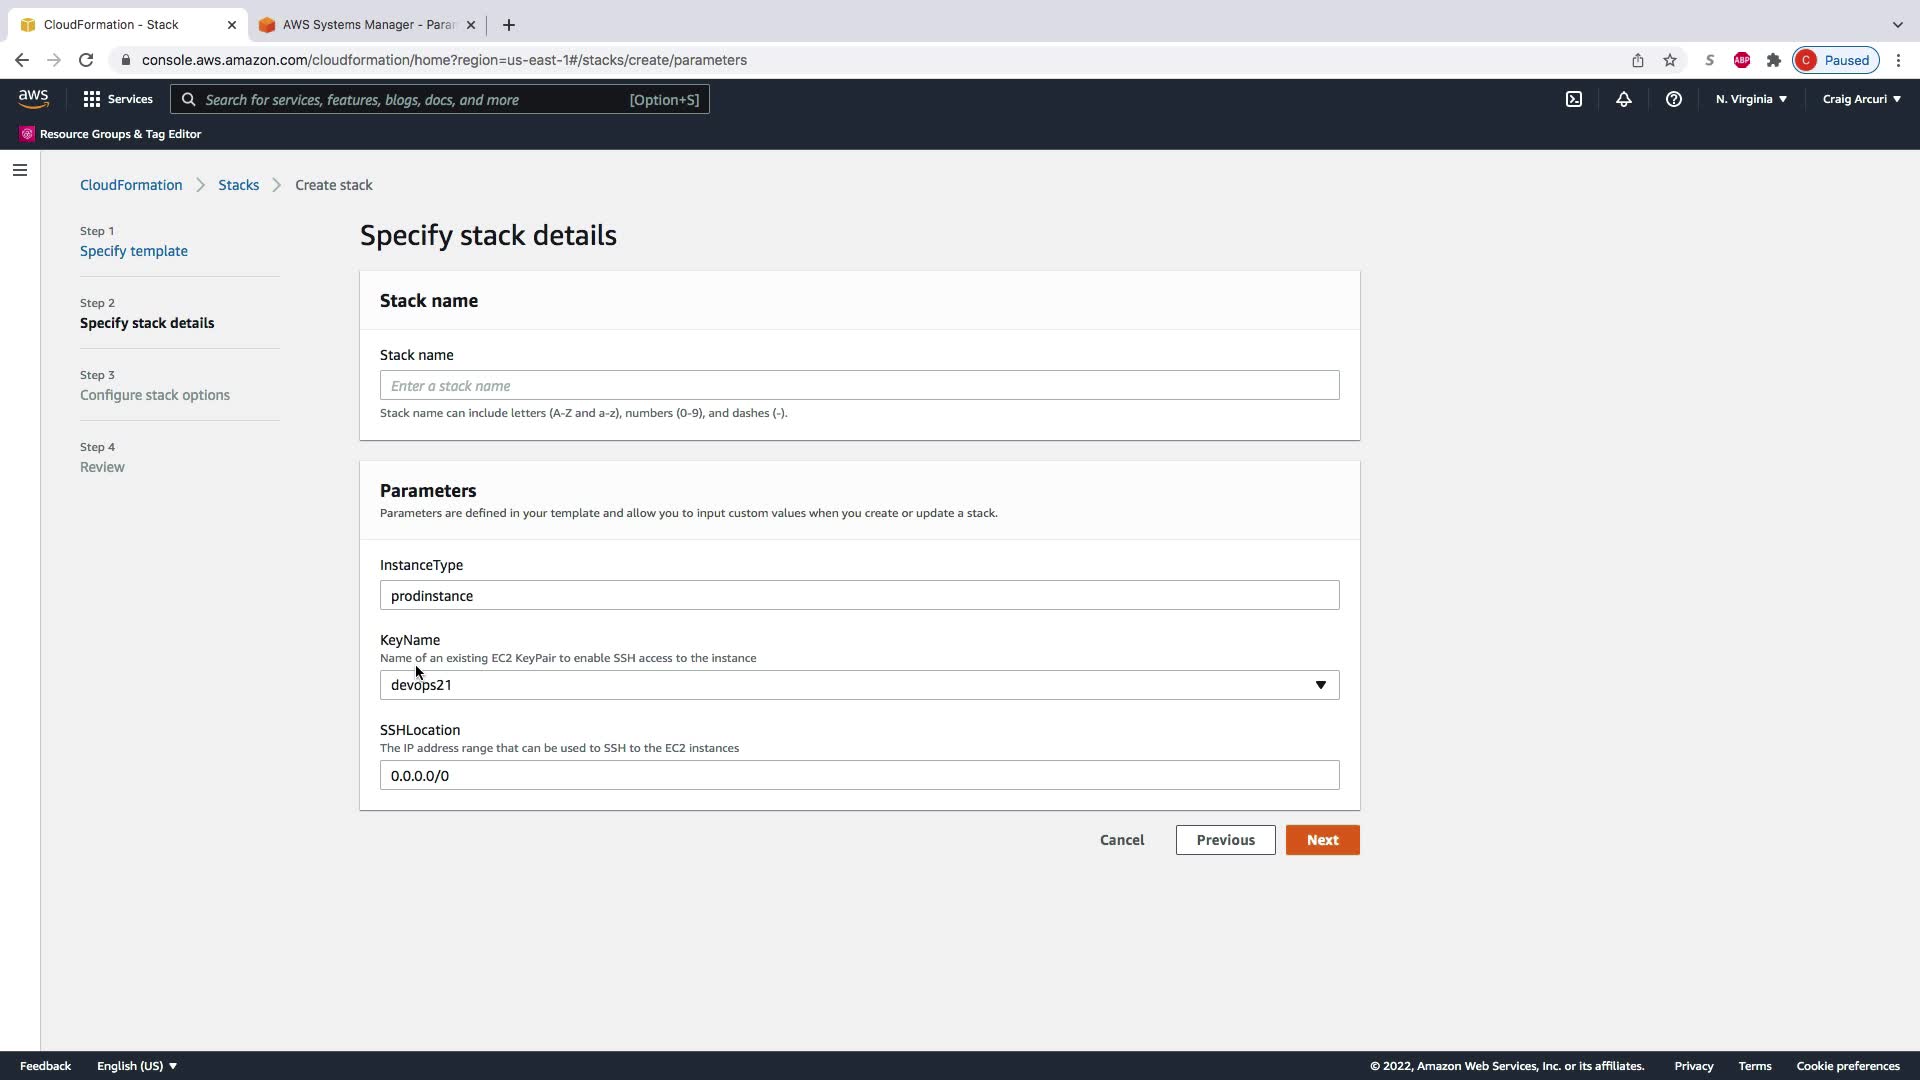 CloudFormation - Stack
AWS Systems Manager - Param
console.aws.amazon.com/cloudformation/home?region=us-east-1#/stacks/create/parameters
S
ABP
C
Paused
aws
Services
Search for services, features, blogs, docs, and more
[Option+S]
N. Virginia
Craig Arcuri
Resource Groups & Tag Editor
CloudFormation
Stacks
Create stack
Step 1
Specify template
Step 2
Specify stack details
Step 3
Configure stack options
Step 4
Review
Specify stack details
Stack name
Stack name
Enter a stack name
Stack name can include letters (A-Z and a-z), numbers (0-9), and dashes (-).
Parameters
Parameters are defined in your template and allow you to input custom values when you create or update a stack.
InstanceType
prodinstance
KeyName
Name of an existing EC2 KeyPair to enable SSH access to the instance
devops21
SSHLocation
The IP address range that can be used to SSH to the EC2 instances
0.0.0.0/0
Cancel
Previous
Next
Feedback
English (US)
© 2022, Amazon Web Services, Inc. or its affiliates.
Privacy
Terms
Cookie preferences